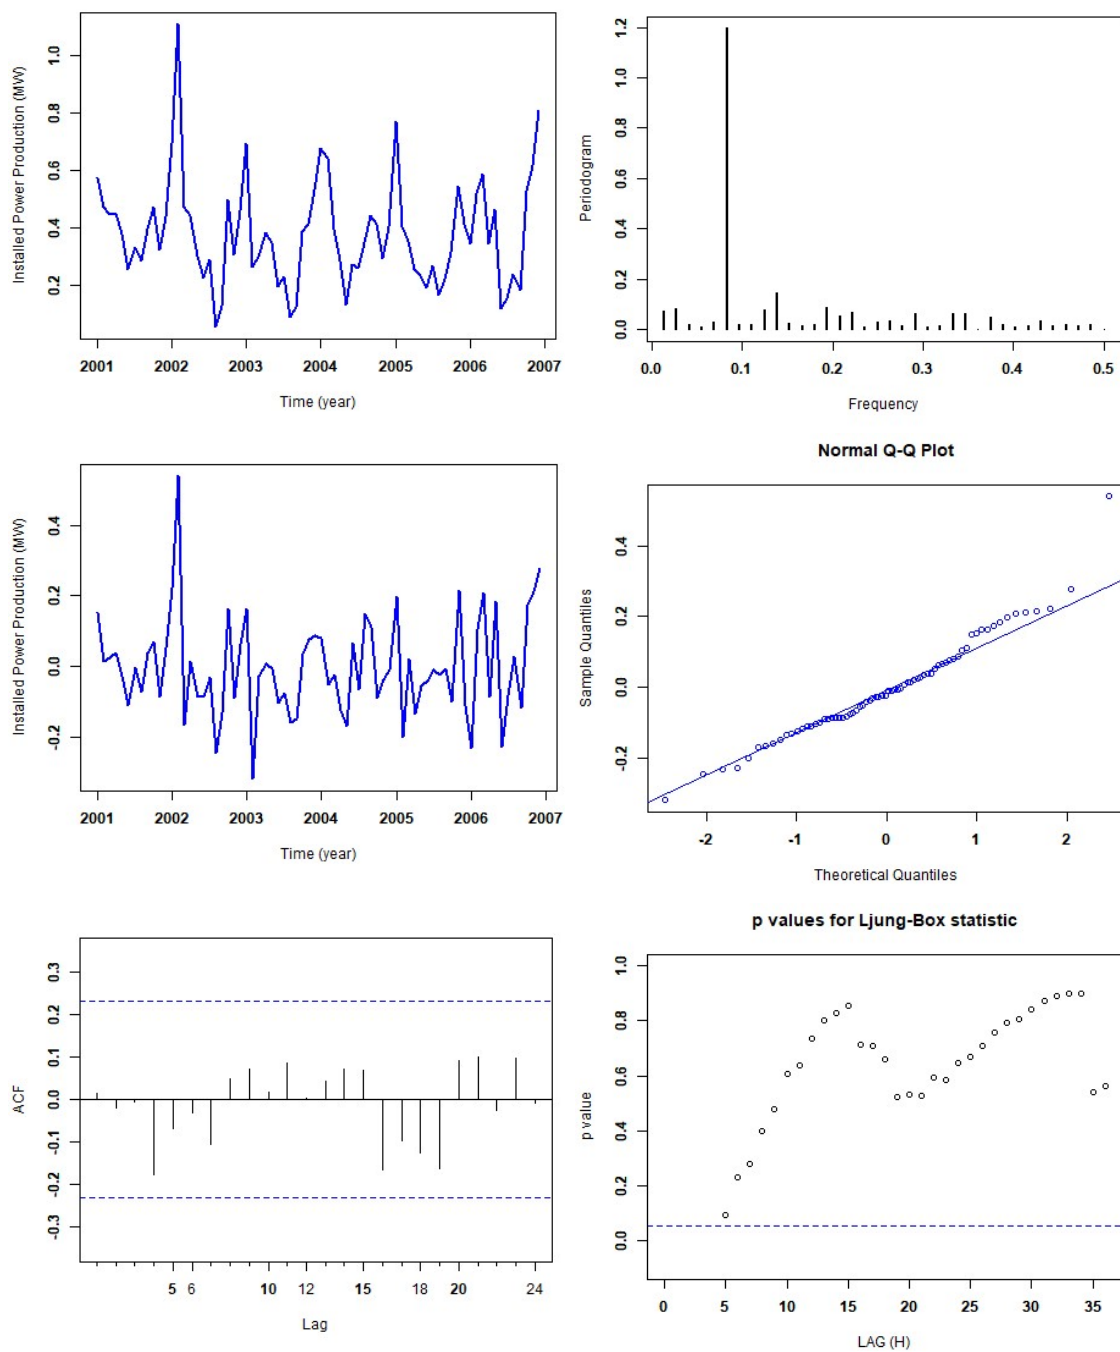 Installed Power Production (MW)
1.0
0.8
0.6
0.4
0.2
2001 2002 2003 2004 2005 2006 2007
Time (year)
Periodogram
1.2
1.0
0.8
0.6
0.4
0.2
0.0
0.0 0.1 0.2 0.3 0.4 0.5
Frequency
Installed Power Production (MW)
0.4
0.2
0.0
-0.2
2001 2002 2003 2004 2005 2006 2007
Time (year)
Normal Q-Q Plot
Sample Quantiles
0.4
0.2
0.0
-0.2
-2 -1 0 1 2
Theoretical Quantiles
ACF
0.3
0.2
0.1
0.0
-0.1
-0.2
-0.3
5 6 10 12 15 18 20 24
Lag
p values for Ljung-Box statistic
p value
1.0
0.8
0.6
0.4
0.2
0.0
0 5 10 15 20 25 30 35
LAG (H)